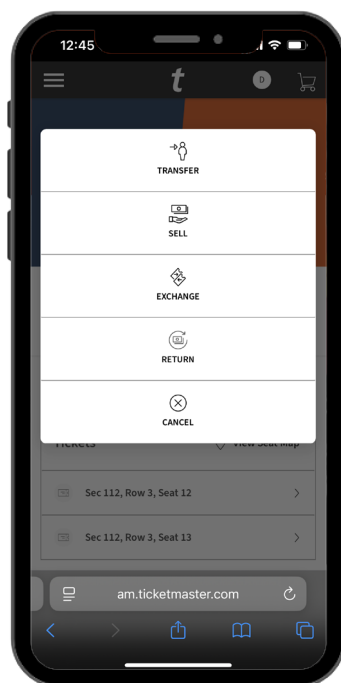 12:45
t
D
TRANSFER
SELL
EXCHANGE
RETURN
CANCEL
Tickets
View Seat Map
Sec 112, Row 3, Seat 12
Sec 112, Row 3, Seat 13
am.ticketmaster.com